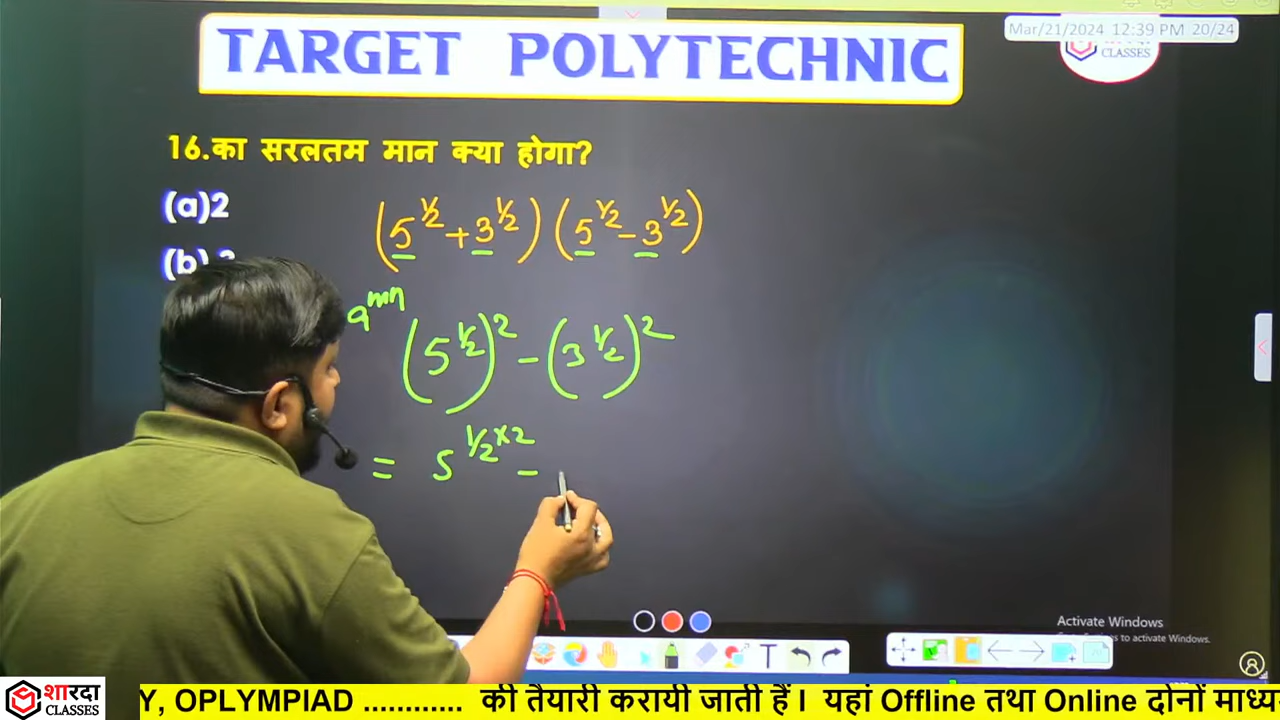 Mar/21/2024 12:39 PM 20/24
TARGET POLYTECHNIC
CLASSES
16.का सरलतम मान क्या होगा?
(a)2
(5^1/2 + 3^1/2) (5^1/2 - 3^1/2)
(b)
a^mn
(5^1/2)^2 - (3^1/2)^2
= 5^1/2×2 -
Activate Windows
to activate Windows.
शारदा
CLASSES
Y, OPLYMPIAD ............ की तैयारी करायी जाती हैं। यहां Offline तथा Online दोनों